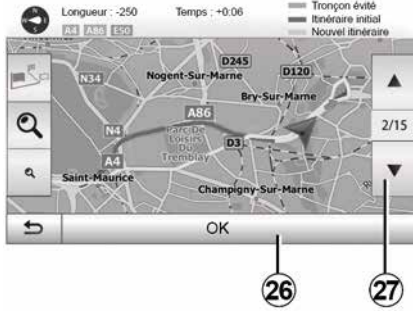 Longueur : -250 Temps : +0:06
Tronçon évité
Itinéraire initial
Nouvel itinéraire
A4 A86 E50
D245
D120
N34
Nogent-Sur-Marne
Bry-Sur-Marne
A86
2/15
N4
Parc De
Loisirs
Du
Tremblay
D3
A4
Saint-Maurice
Champigny-Sur-Marne
OK
26
27